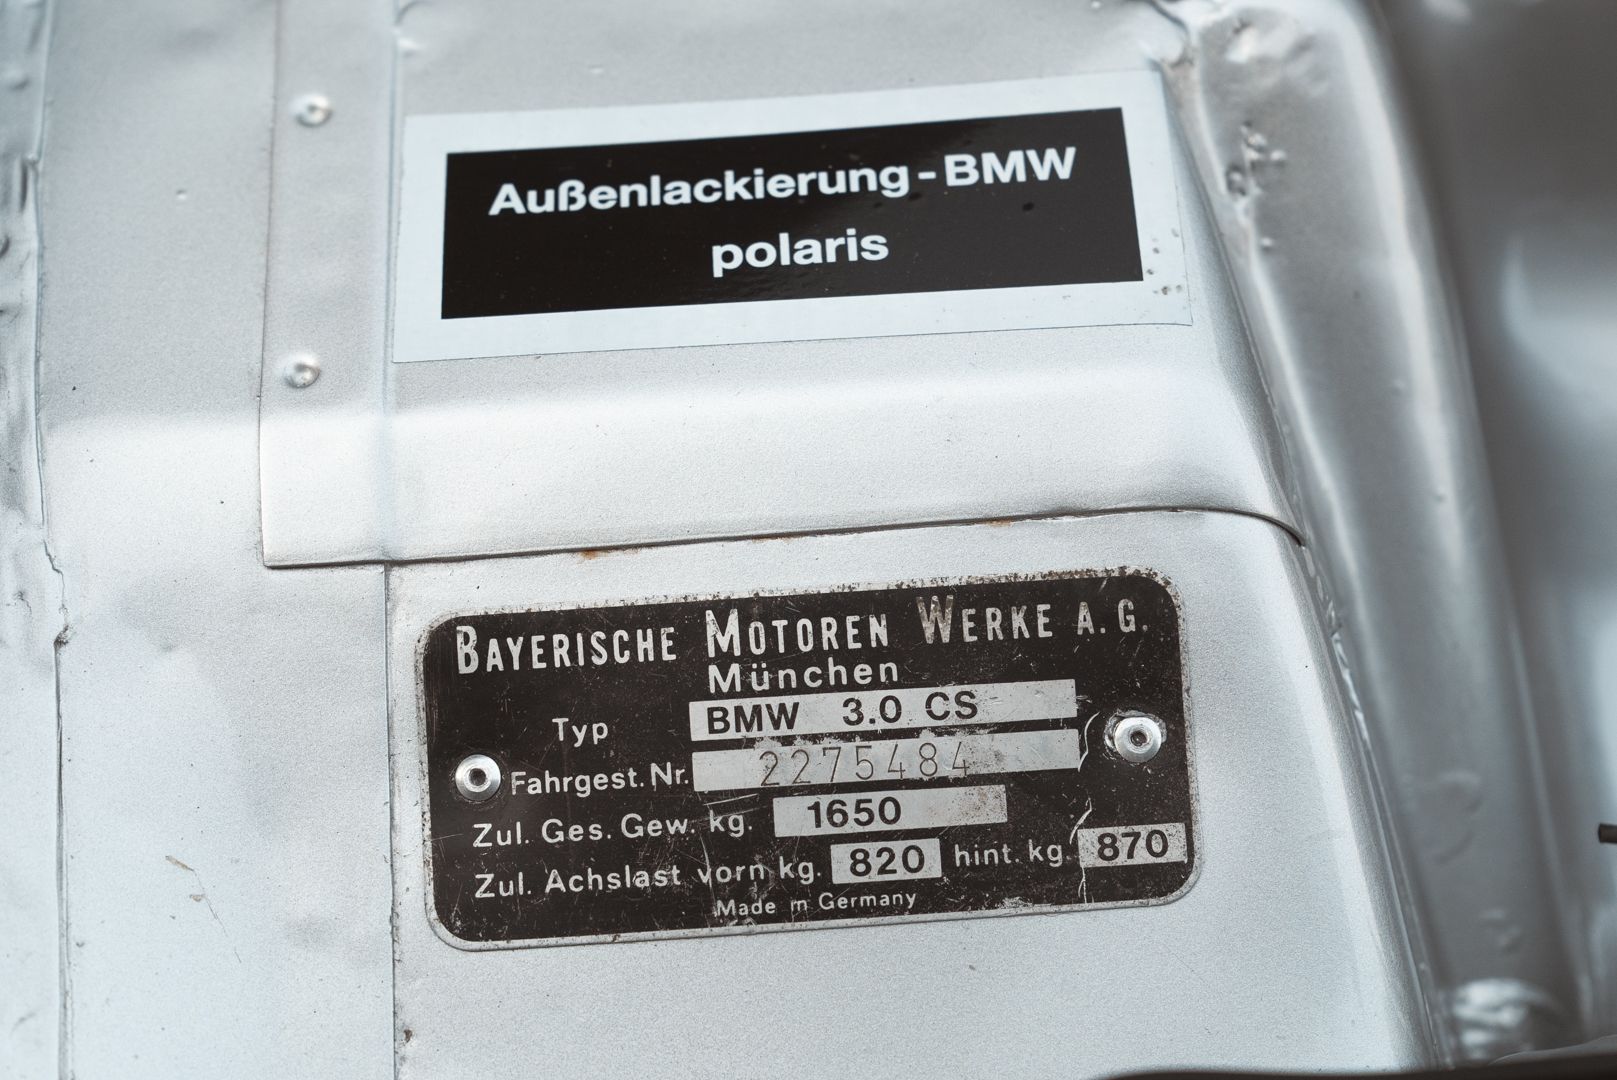 Außenlackierung - BMW
polaris
BAYERISCHE MOTOREN WERKE A.G.
München
Typ BMW 3.0 CS
Fahrgest. Nr. 2275484
Zul. Ges. Gew. kg. 1650
Zul. Achslast vorn kg. 820 hint. kg. 870
Made in Germany